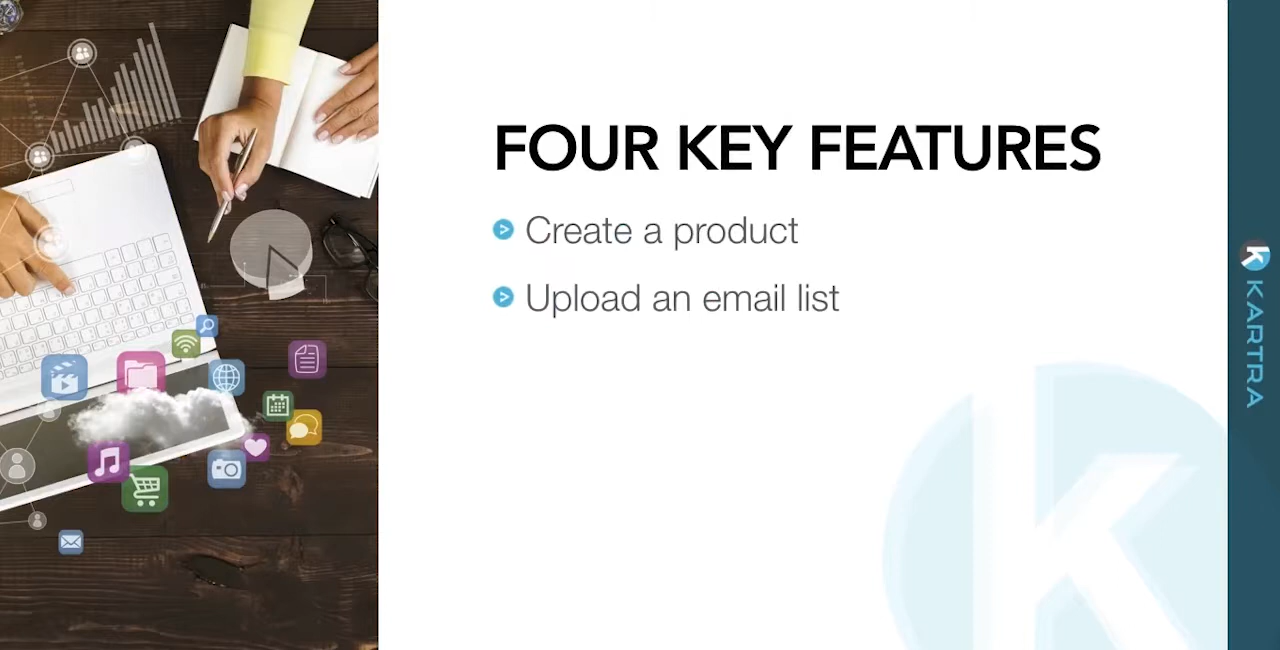 FOUR KEY FEATURES
Create a product
Upload an email list
KARTRA